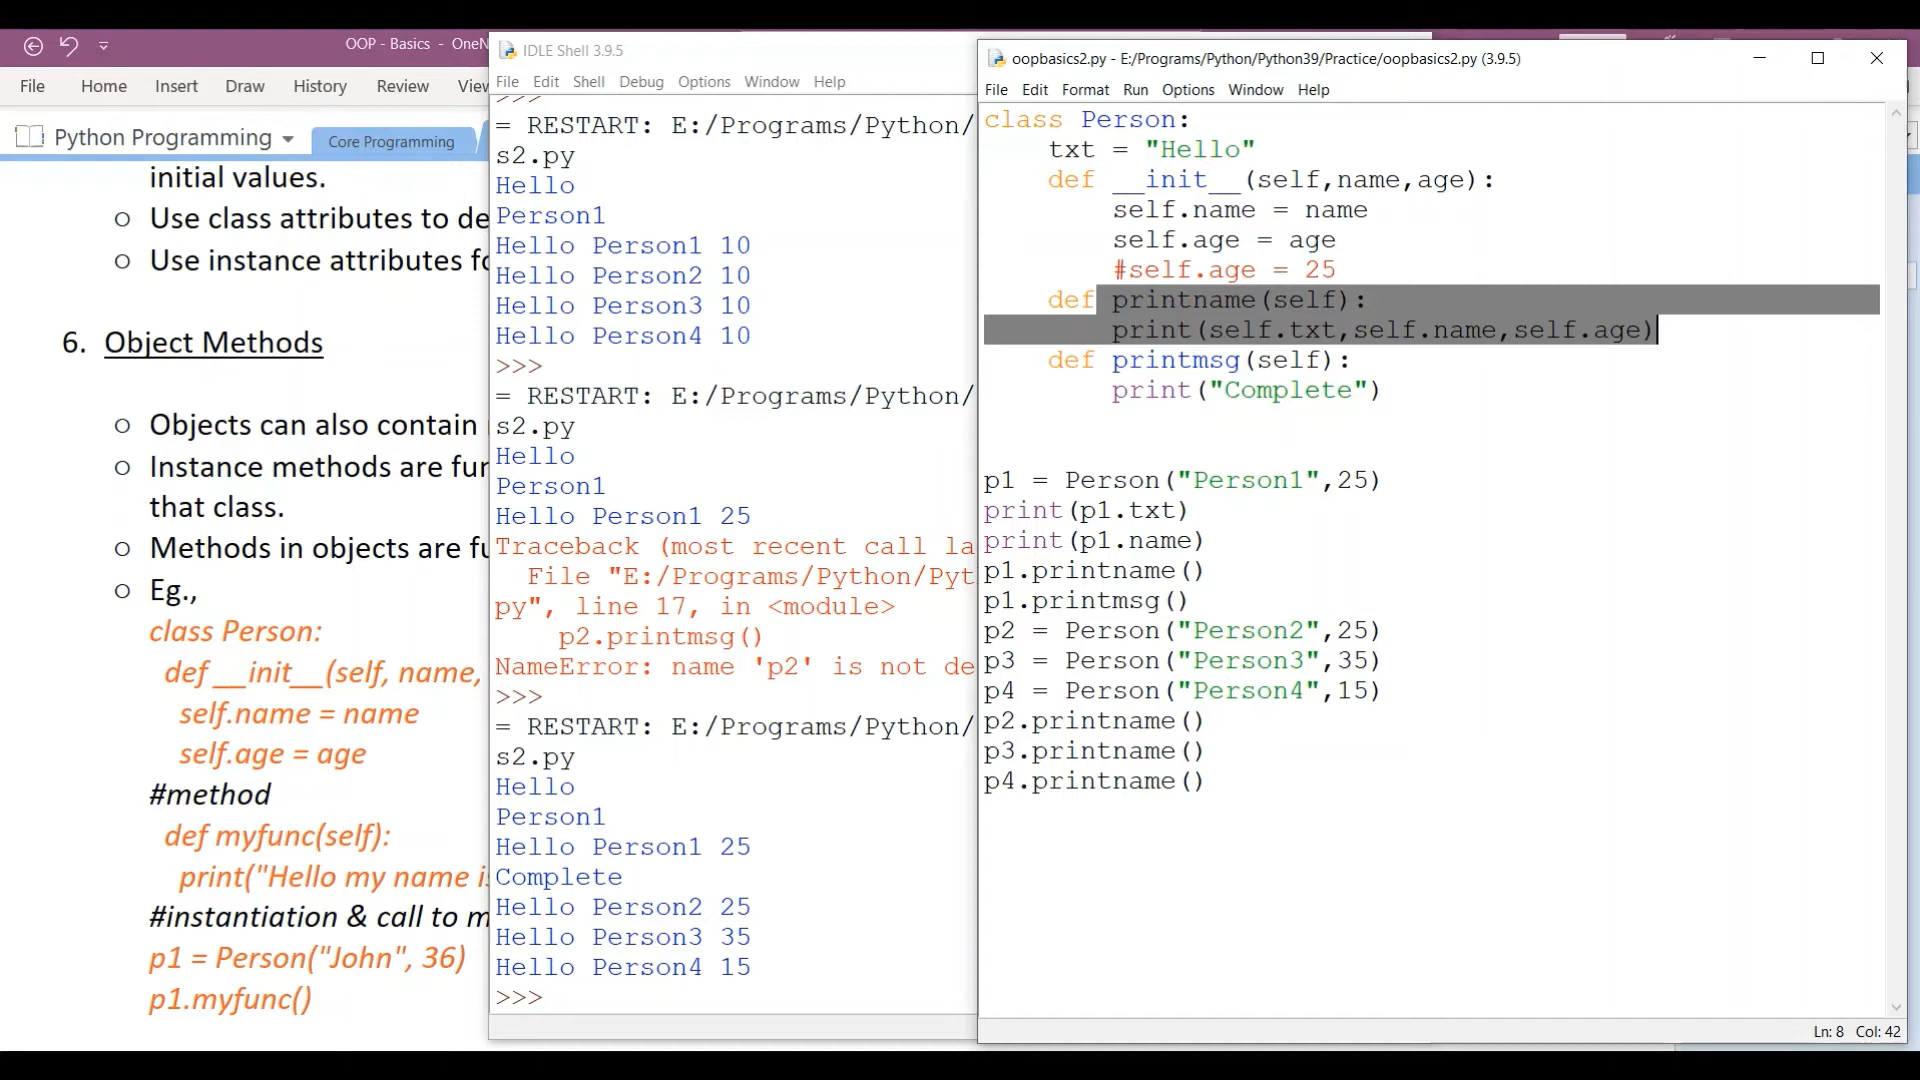 OOP - Basics - OneN
File Home Insert Draw History Review View
Python Programming
Core Programming
initial values.
o Use class attributes to de
o Use instance attributes fo
6. Object Methods
o Objects can also contain
o Instance methods are fun
that class.
o Methods in objects are fu
o Eg.,
class Person:
def __init__(self, name,
self.name = name
self.age = age
#method
def myfunc(self):
print("Hello my name is
#instantiation & call to m
p1 = Person("John", 36)
p1.myfunc()
IDLE Shell 3.9.5
File Edit Shell Debug Options Window Help
>>>
= RESTART: E:/Programs/Python/
s2.py
Hello
Person1
Hello Person1 10
Hello Person2 10
Hello Person3 10
Hello Person4 10
>>>
= RESTART: E:/Programs/Python/
s2.py
Hello
Person1
Hello Person1 25
Traceback (most recent call la
File "E:/Programs/Python/Pyt
py", line 17, in <module>
p2.printmsg()
NameError: name 'p2' is not de
>>>
= RESTART: E:/Programs/Python/
s2.py
Hello
Person1
Hello Person1 25
Complete
Hello Person2 25
Hello Person3 35
Hello Person4 15
>>>
oopbasics2.py - E:/Programs/Python/Python39/Practice/oopbasics2.py (3.9.5)
File Edit Format Run Options Window Help
class Person:
txt = "Hello"
def __init__(self,name,age):
self.name = name
self.age = age
#self.age = 25
def printname(self):
print(self.txt,self.name,self.age)
def printmsg(self):
print("Complete")
p1 = Person("Person1",25)
print(p1.txt)
print(p1.name)
p1.printname()
p1.printmsg()
p2 = Person("Person2",25)
p3 = Person("Person3",35)
p4 = Person("Person4",15)
p2.printname()
p3.printname()
p4.printname()
Ln: 8 Col: 42